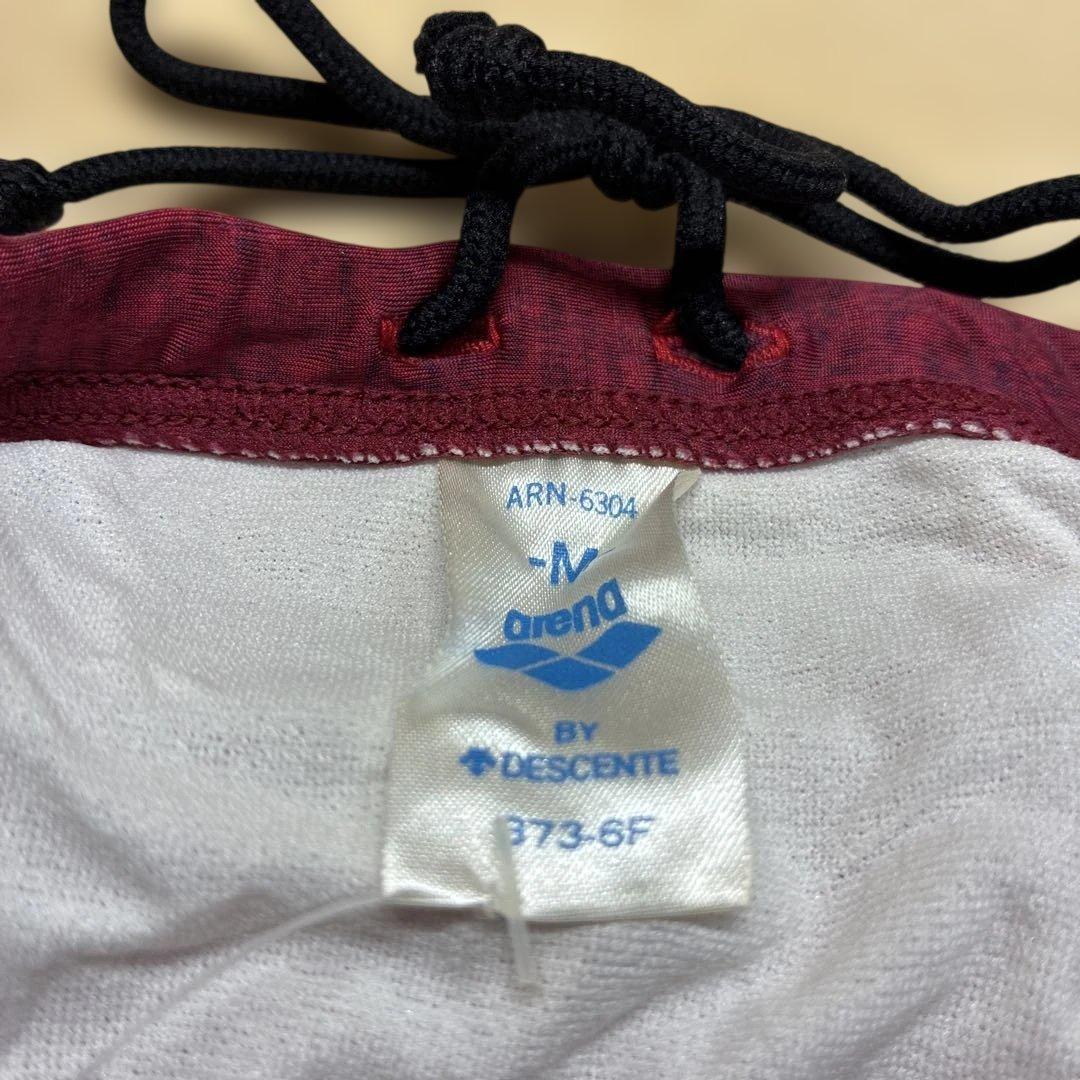 ARN-6304
-M-
arena
BY
DESCENTE
373-6F